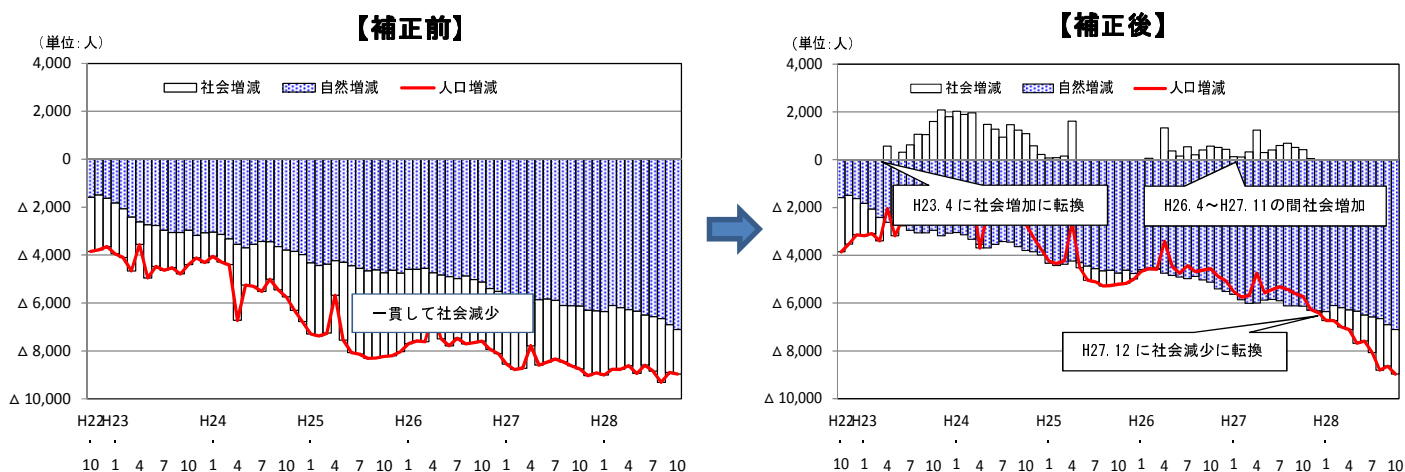 【補正前】
（単位：人）
4,000
2,000
0
Δ 2,000
Δ 4,000
Δ 6,000
Δ 8,000
Δ 10,000
社会増減 自然増減 人口増減
一貫して社会減少
H22 H23 H24 H25 H26 H27 H28
・ ・ ・ ・ ・ ・ ・
10 1 4 7 10 1 4 7 10 1 4 7 10 1 4 7 10 1 4 7 10 1 4 7 10
【補正後】
（単位：人）
4,000
2,000
0
Δ 2,000
Δ 4,000
Δ 6,000
Δ 8,000
Δ 10,000
社会増減 自然増減 人口増減
H23.4に社会増加に転換
H26.4～H27.11の間社会増加
H27.12に社会減少に転換
H22 H23 H24 H25 H26 H27 H28
・ ・ ・ ・ ・ ・ ・
10 1 4 7 10 1 4 7 10 1 4 7 10 1 4 7 10 1 4 7 10 1 4 7 10